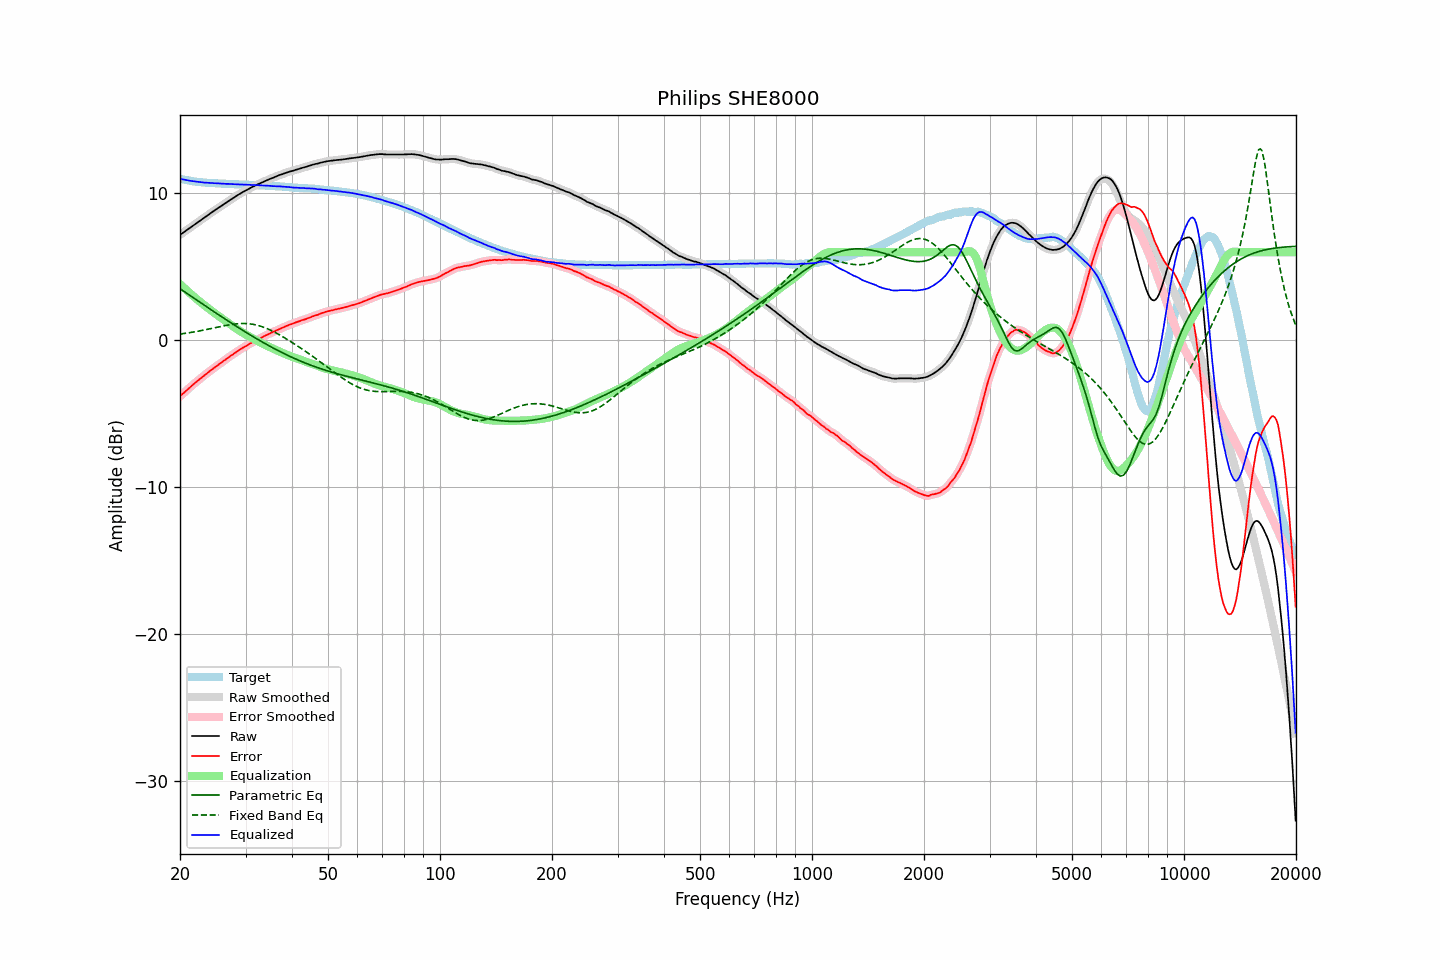 Philips SHE8000
Amplitude (dBr)
10
0
−10
−20
−30
Target
Raw Smoothed
Error Smoothed
Raw
Error
Equalization
Parametric Eq
Fixed Band Eq
Equalized
20 50 100 200 500 1000 2000 5000 10000 20000
Frequency (Hz)